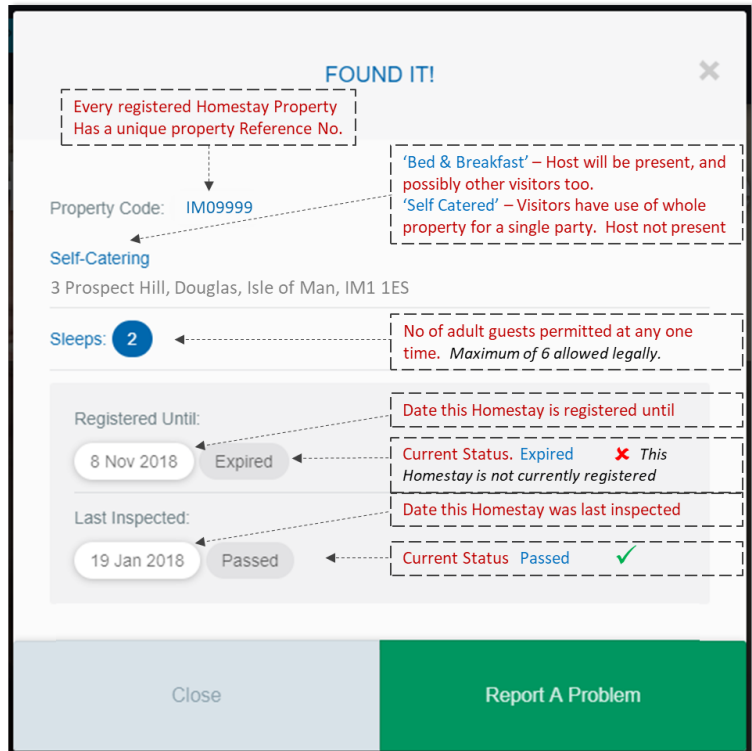 FOUND IT!
×
Every registered Homestay Property
Has a unique property Reference No.
‘Bed & Breakfast’ – Host will be present, and
possibly other visitors too.
‘Self Catered’ – Visitors have use of whole
property for a single party. Host not present
Property Code: IM09999
Self-Catering
3 Prospect Hill, Douglas, Isle of Man, IM1 1ES
Sleeps: 2
No of adult guests permitted at any one
time. Maximum of 6 allowed legally.
Registered Until:
Date this Homestay is registered until
8 Nov 2018 Expired
Current Status. Expired ✘ This
Homestay is not currently registered
Last Inspected:
Date this Homestay was last inspected
19 Jan 2018 Passed
Current Status Passed ✓
Close
Report A Problem